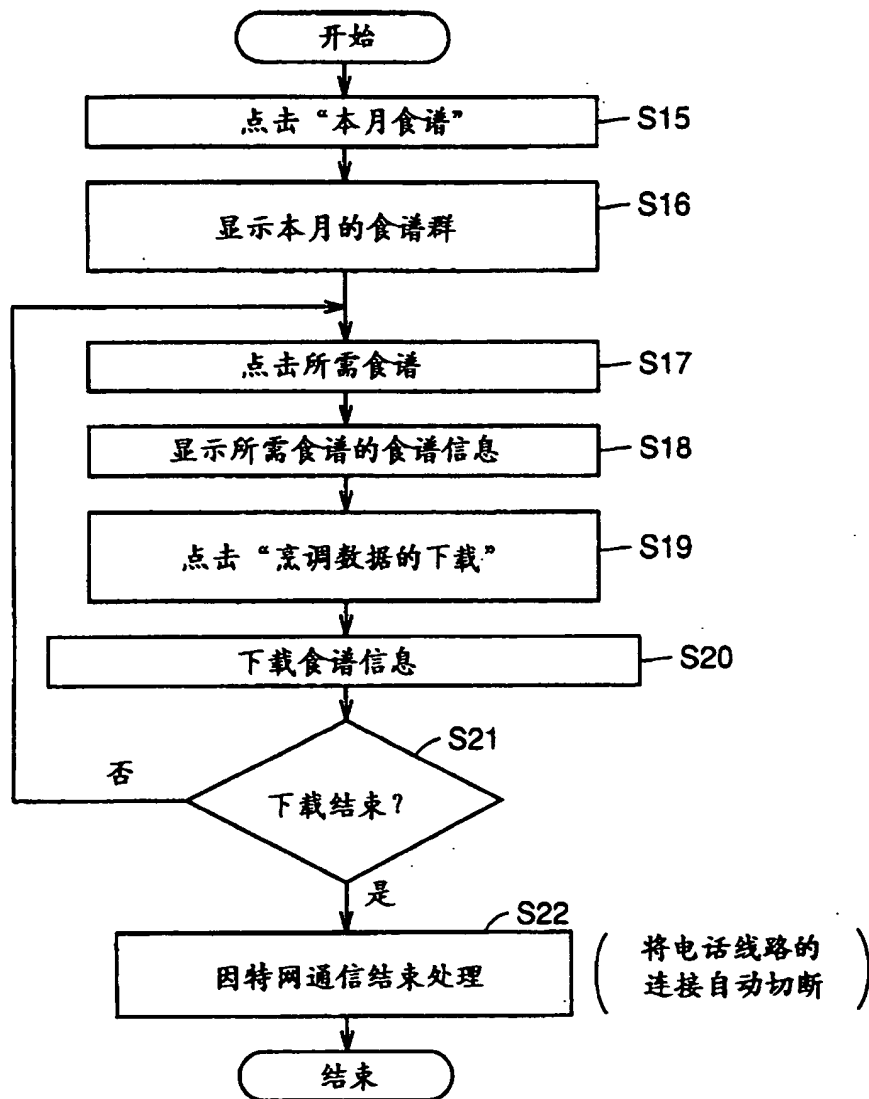 开始
点击“本月食谱”
S15
显示本月的食谱群
S16
点击所需食谱
S17
显示所需食谱的食谱信息
S18
点击“烹调数据的下载”
S19
下载食谱信息
S20
S21
否
下载结束？
是
S22
因特网通信结束处理
(将电话线路的
连接自动切断)
结束